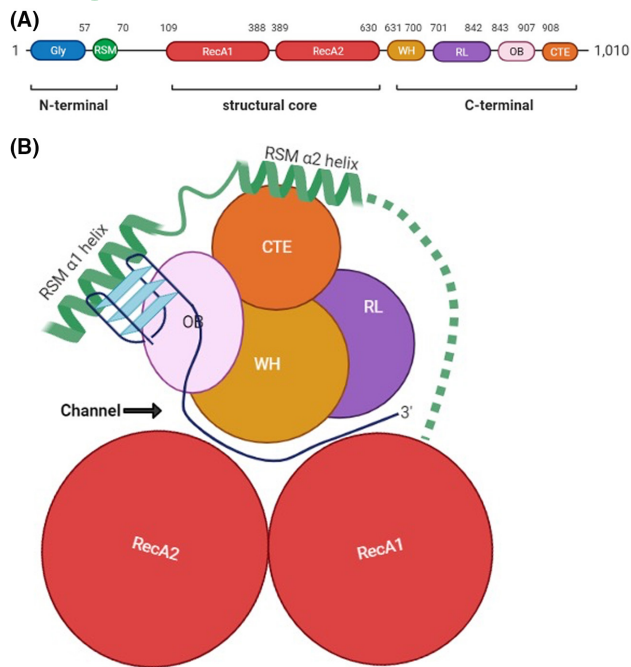 (A)
57 70 109 388 389 630 631 700 701 842 843 907 908
1 Gly RSM RecA1 RecA2 WH RL OB CTE 1,010
N-terminal structural core C-terminal
(B)
RSM α2 helix
RSM α1 helix
CTE
RL
OB
WH
Channel
3'
RecA2
RecA1